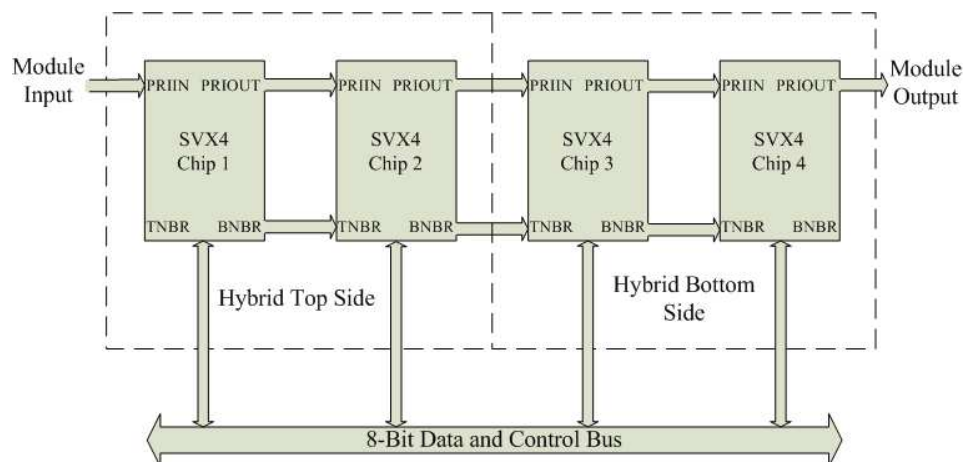 Module
Input
PRIIN PRIOUT
SVX4
Chip 1
TNBR BNBR
PRIIN PRIOUT
SVX4
Chip 2
TNBR BNBR
PRIIN PRIOUT
SVX4
Chip 3
TNBR BNBR
PRIIN PRIOUT
SVX4
Chip 4
TNBR BNBR
Module
Output
Hybrid Top Side
Hybrid Bottom
Side
8-Bit Data and Control Bus